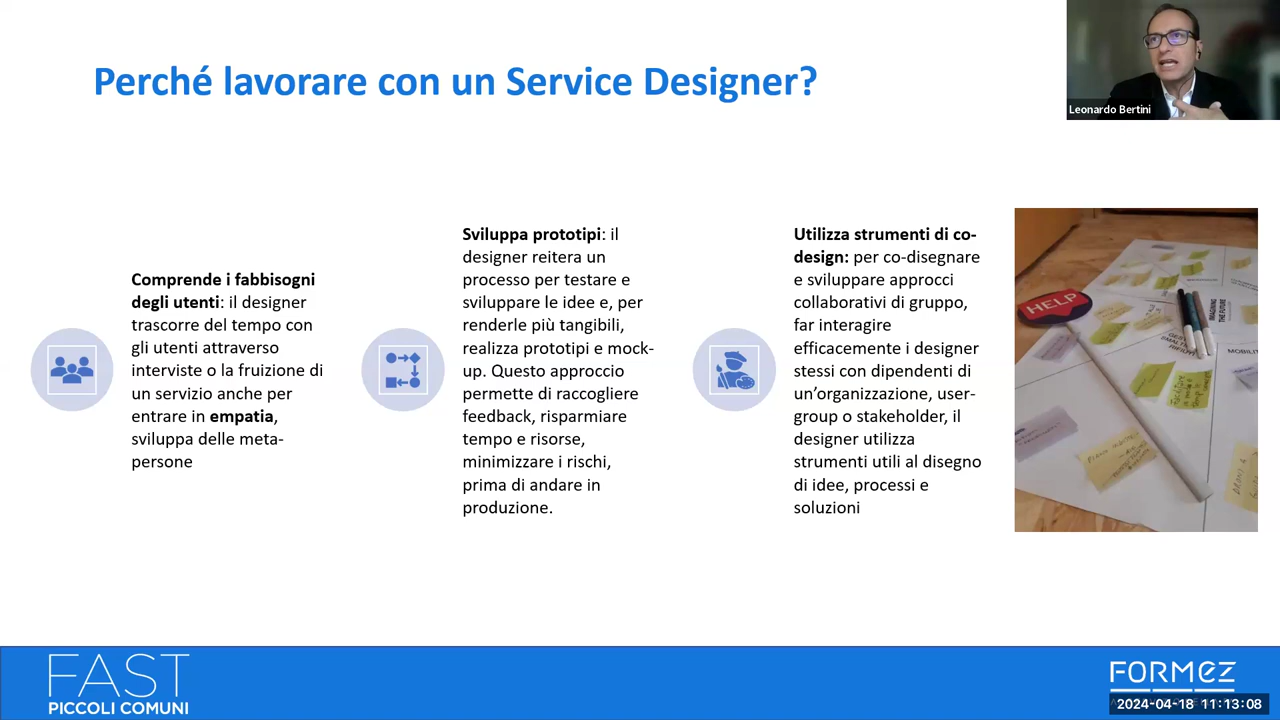 Perché lavorare con un Service Designer?
Leonardo Bertini
Comprende i fabbisogni
degli utenti: il designer
trascorre del tempo con
gli utenti attraverso
interviste o la fruizione di
un servizio anche per
entrare in empatia,
sviluppa delle meta-
persone
Sviluppa prototipi: il
designer reitera un
processo per testare e
sviluppare le idee e, per
renderle più tangibili,
realizza prototipi e mock-
up. Questo approccio
permette di raccogliere
feedback, risparmiare
tempo e risorse,
minimizzare i rischi,
prima di andare in
produzione.
Utilizza strumenti di co-
design: per co-disegnare
e sviluppare approcci
collaborativi di gruppo,
far interagire
efficacemente i designer
stessi con dipendenti di
un’organizzazione, user-
group o stakeholder, il
designer utilizza
strumenti utili al disegno
di idee, processi e
soluzioni
HELP
IMAGINING
THE FUTURE
MOBILI
FAST
PICCOLI COMUNI
FORMEZ
2024-04-18 11:13:08